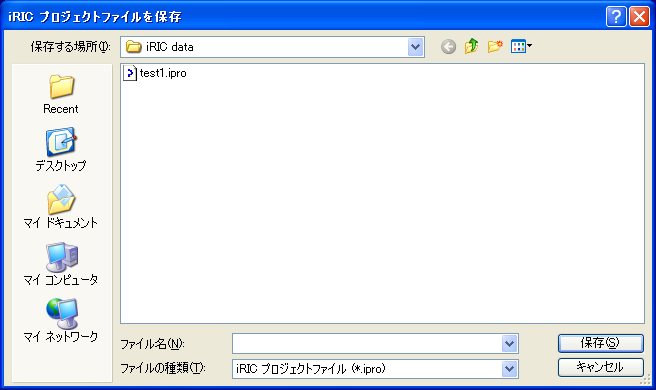 iRIC プロジェクトファイルを保存
保存する場所(I):
iRIC data
test1.ipro
Recent
デスクトップ
マイ ドキュメント
マイ コンピュータ
マイ ネットワーク
ファイル名(N):
保存(S)
ファイルの種類(T):
iRIC プロジェクトファイル (*.ipro)
キャンセル